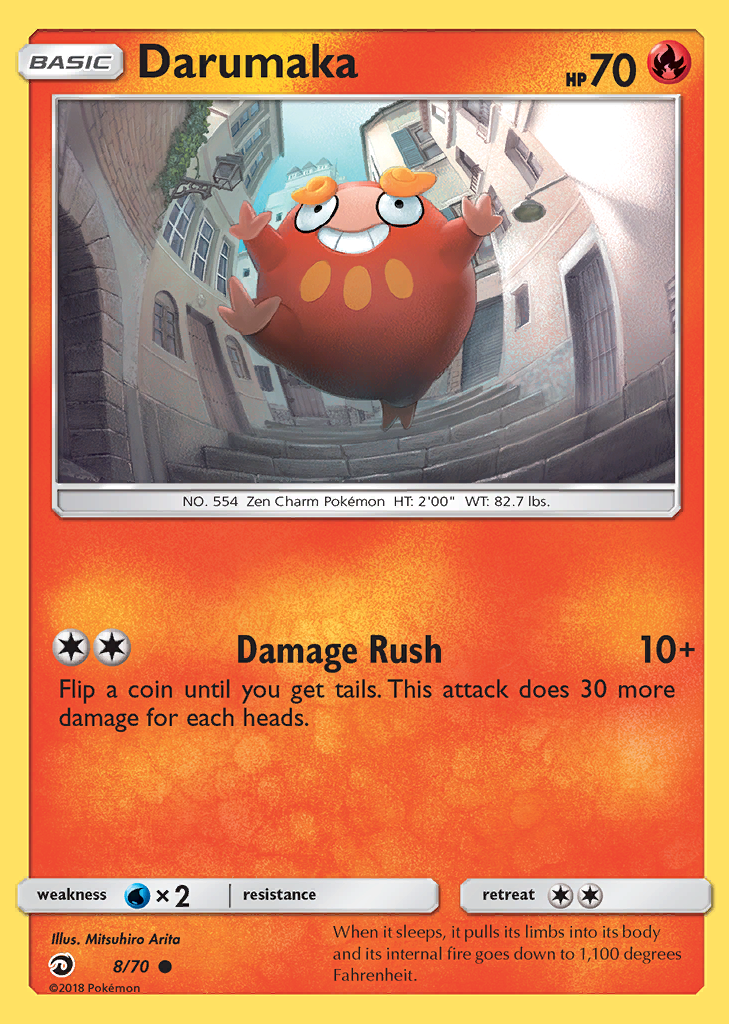 BASIC Darumaka HP 70
NO. 554 Zen Charm Pokémon HT: 2'00" WT: 82.7 lbs.
Damage Rush 10+
Flip a coin until you get tails. This attack does 30 more
damage for each heads.
weakness × 2 resistance retreat
Illus. Mitsuhiro Arita
8/70
©2018 Pokémon
When it sleeps, it pulls its limbs into its body
and its internal fire goes down to 1,100 degrees
Fahrenheit.